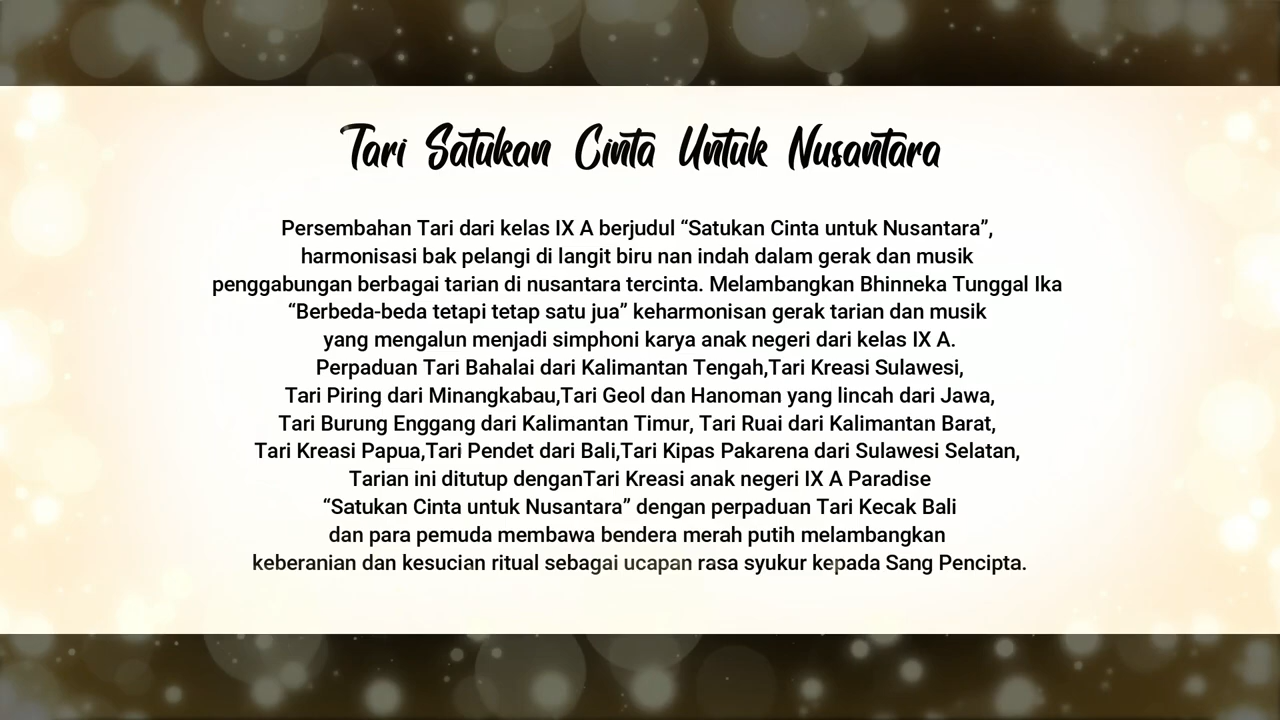 Tari Satukan Cinta Untuk Nusantara
Persembahan Tari dari kelas IX A berjudul “Satukan Cinta untuk Nusantara”,
harmonisasi bak pelangi di langit biru nan indah dalam gerak dan musik
penggabungan berbagai tarian di nusantara tercinta. Melambangkan Bhinneka Tunggal Ika
“Berbeda-beda tetapi tetap satu jua” keharmonisan gerak tarian dan musik
yang mengalun menjadi simphoni karya anak negeri dari kelas IX A.
Perpaduan Tari Bahalai dari Kalimantan Tengah,Tari Kreasi Sulawesi,
Tari Piring dari Minangkabau,Tari Geol dan Hanoman yang lincah dari Jawa,
Tari Burung Enggang dari Kalimantan Timur, Tari Ruai dari Kalimantan Barat,
Tari Kreasi Papua,Tari Pendet dari Bali,Tari Kipas Pakarena dari Sulawesi Selatan,
Tarian ini ditutup denganTari Kreasi anak negeri IX A Paradise
“Satukan Cinta untuk Nusantara” dengan perpaduan Tari Kecak Bali
dan para pemuda membawa bendera merah putih melambangkan
keberanian dan kesucian ritual sebagai ucapan rasa syukur kepada Sang Pencipta.